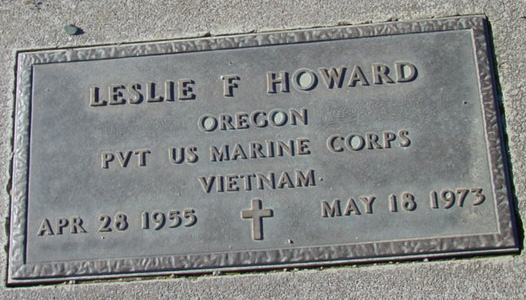 LESLIE F HOWARD
OREGON
PVT US MARINE CORPS
VIETNAM
APR 28 1955 MAY 18 1973